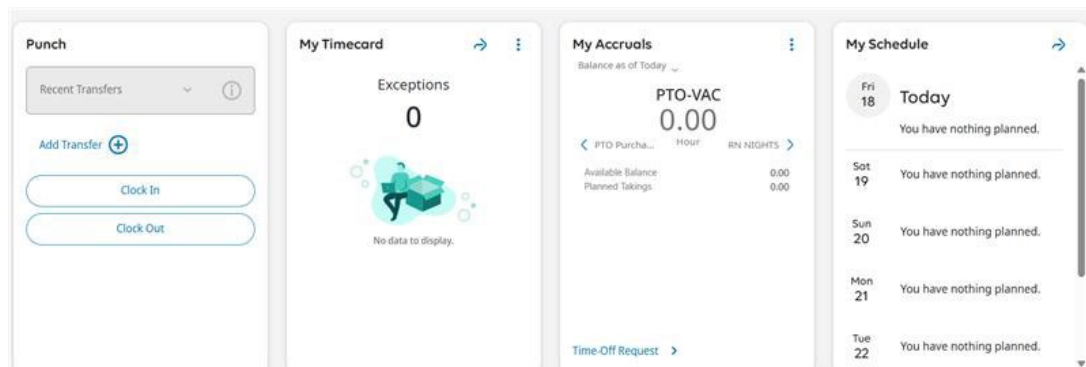 Punch
Recent Transfers
Add Transfer
Clock In
Clock Out
My Timecard
Exceptions
0
No data to display.
My Accruals
Balance as of Today
PTO-VAC
0.00
Hour
PTO Purcha... RN NIGHTS
Available Balance 0.00
Planned Takings 0.00
Time-Off Request
My Schedule
Fri
18 Today
You have nothing planned.
Sat
19 You have nothing planned.
Sun
20 You have nothing planned.
Mon
21 You have nothing planned.
Tue
22 You have nothing planned.